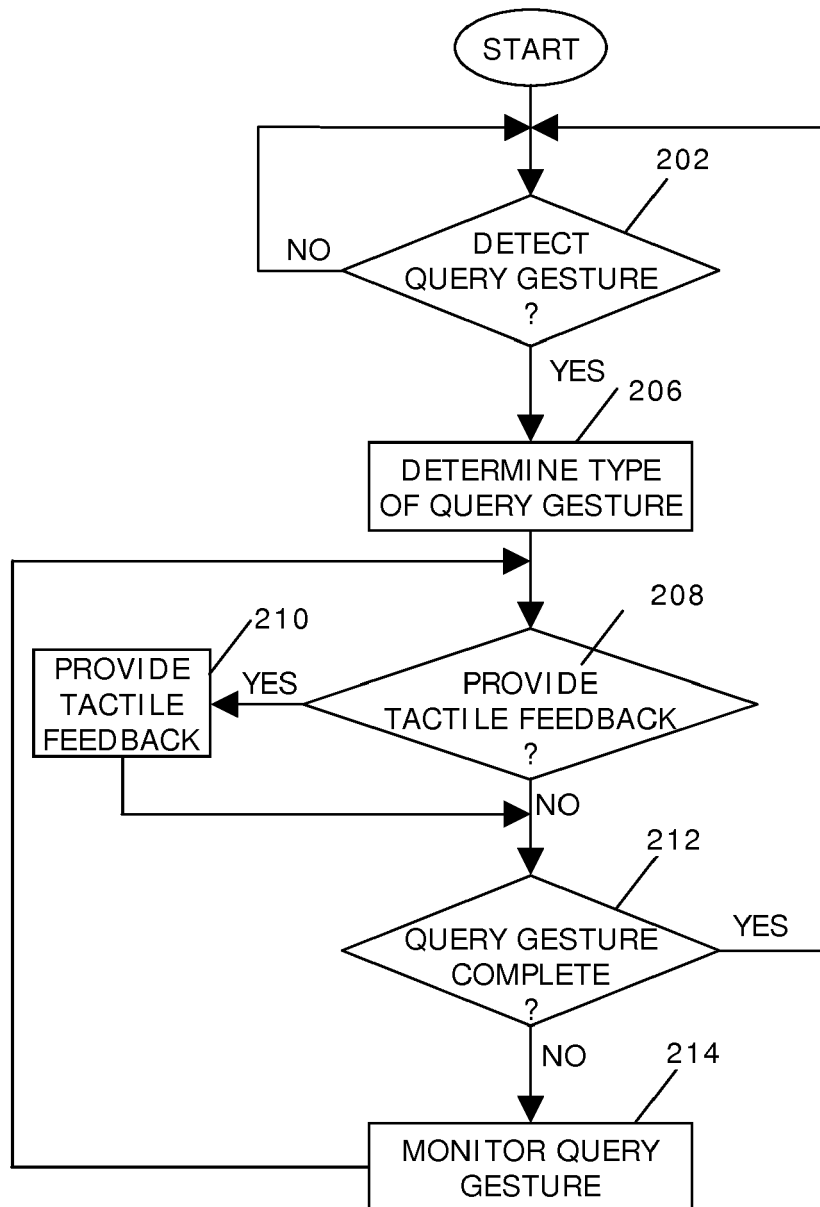 START
202
NO
DETECT
QUERY GESTURE
?
YES
206
DETERMINE TYPE
OF QUERY GESTURE
208
210
PROVIDE
TACTILE
FEEDBACK
YES
PROVIDE
TACTILE FEEDBACK
?
NO
212
QUERY GESTURE
COMPLETE
?
YES
NO
214
MONITOR QUERY
GESTURE